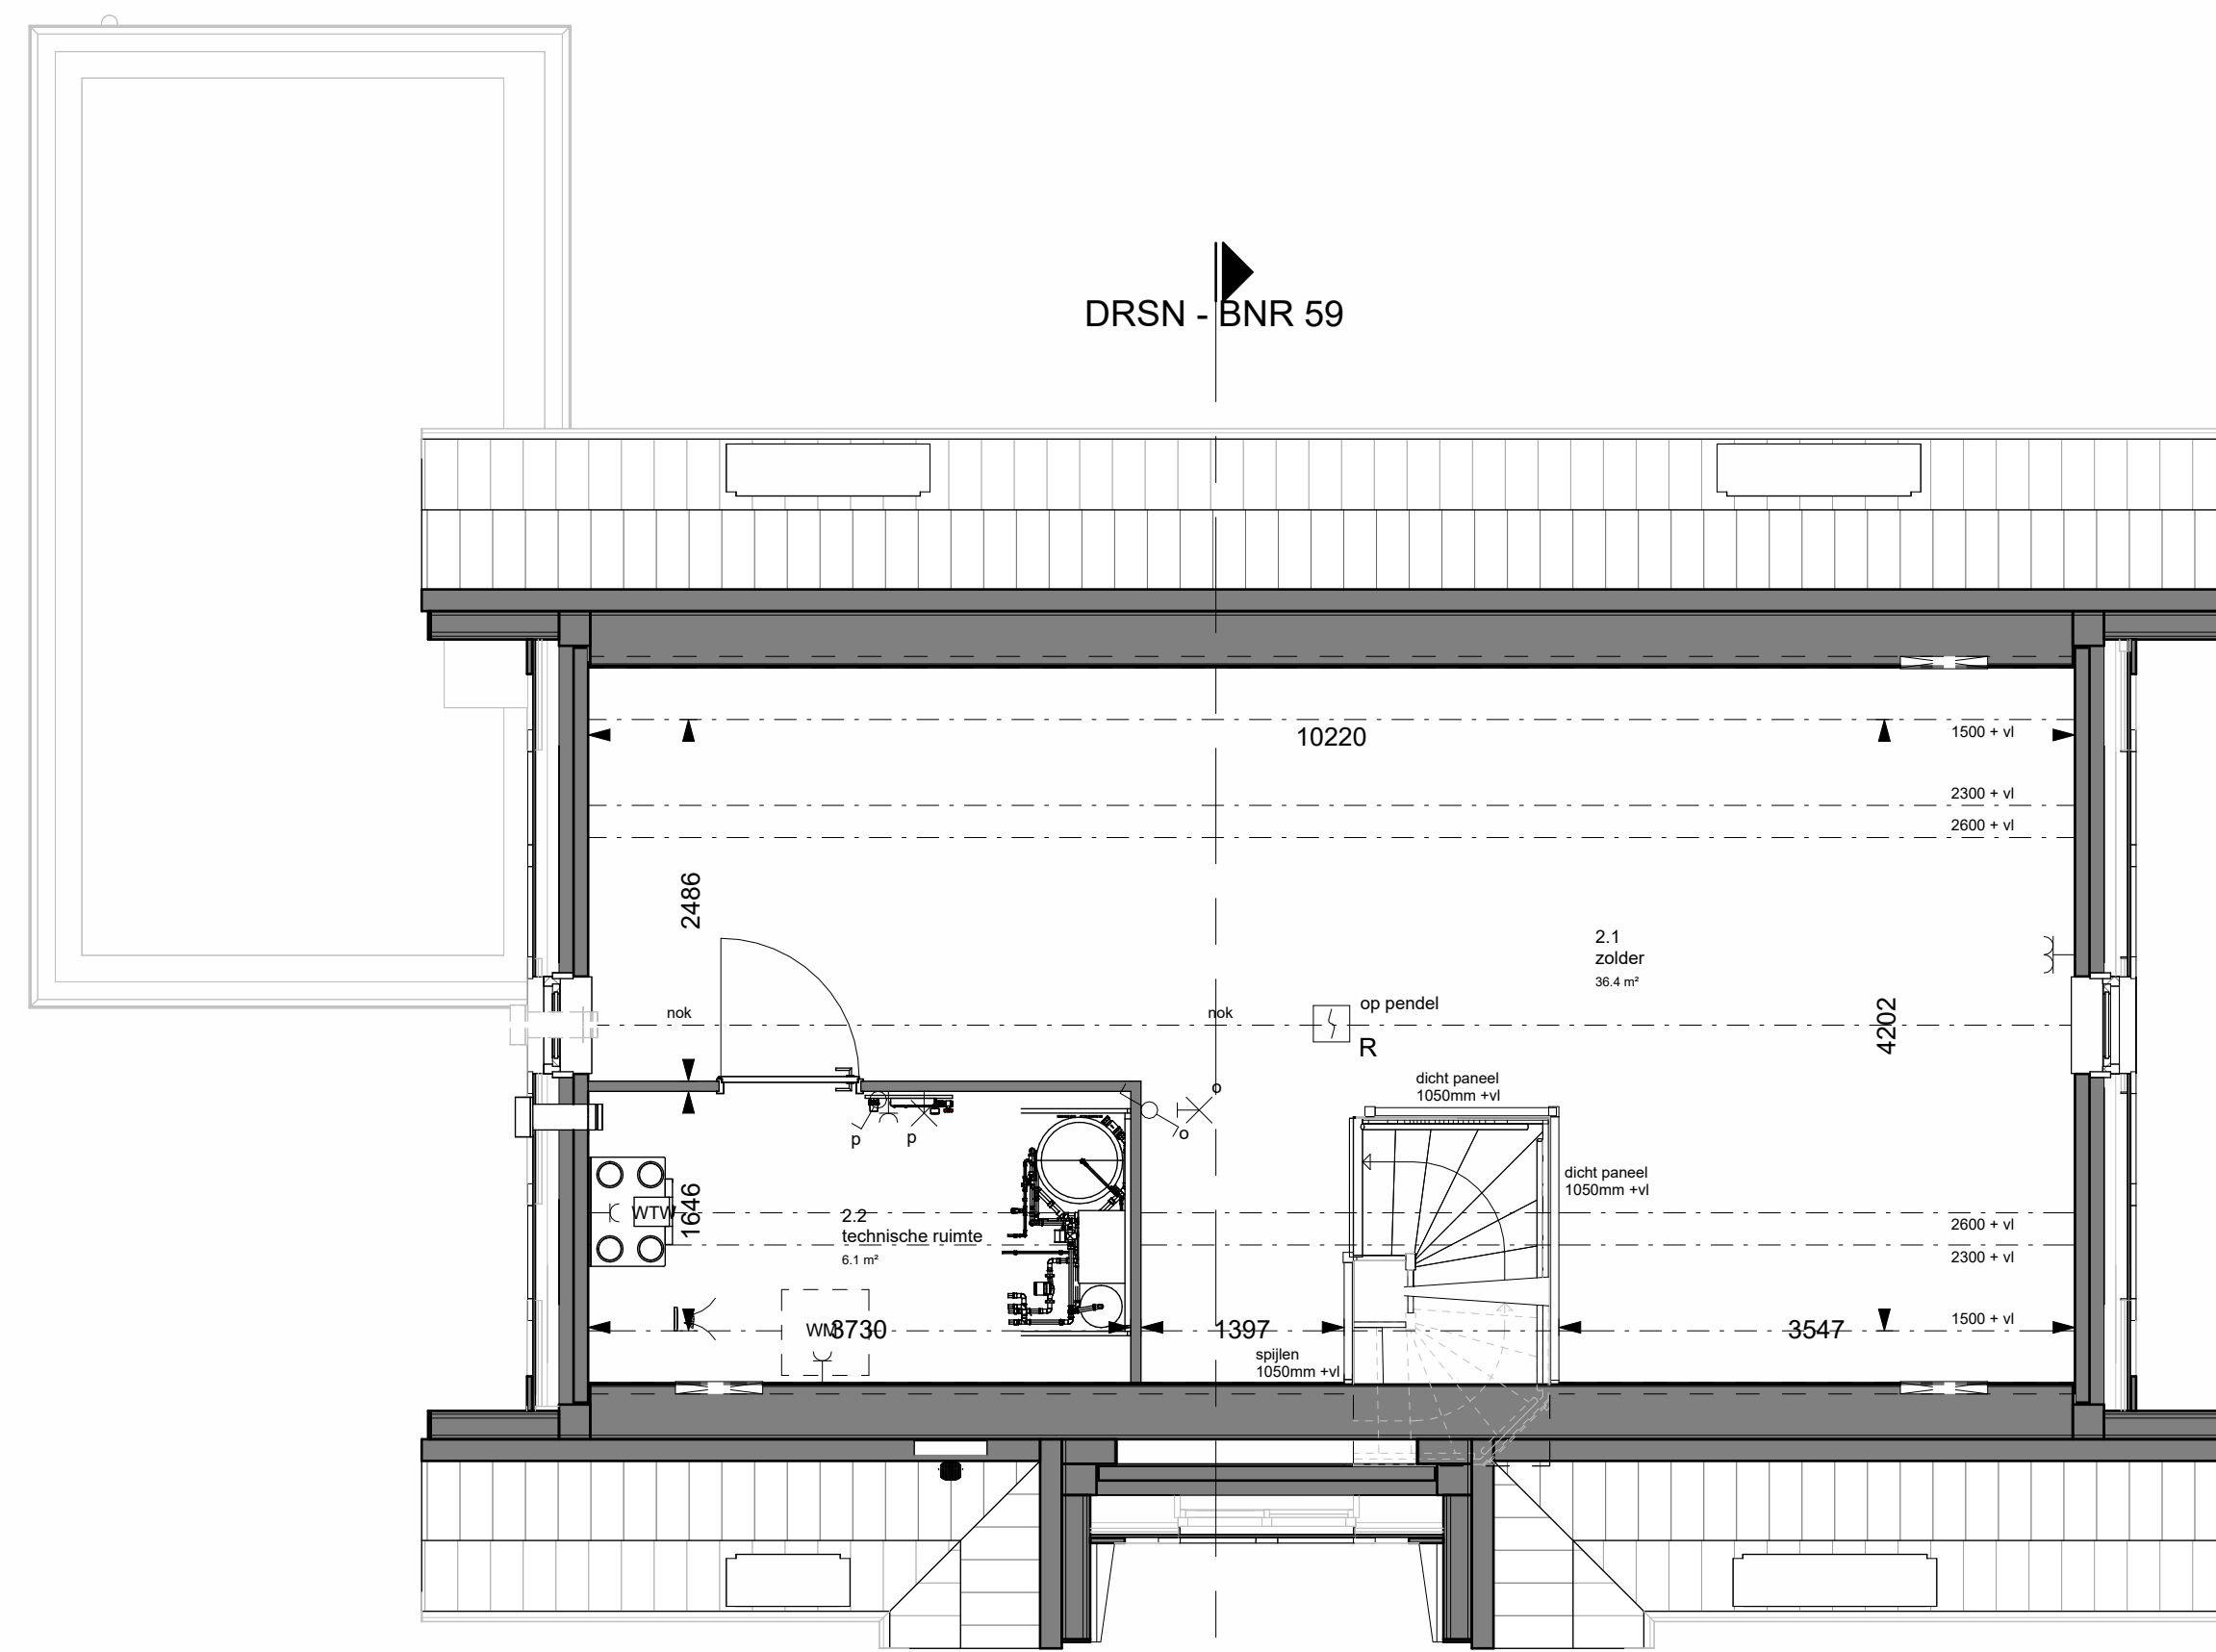 DRSN - BNR 59
10220
1500 + vl
2300 + vl
2600 + vl
2486
2.1
zolder
36.4 m²
nok
nok
op pendel
R
4202
dicht paneel
1050mm +vl
o
o
p
p
dicht paneel
1050mm +vl
WTW
1646
2.2
technische ruimte
6.1 m²
2600 + vl
2300 + vl
WM
3730
1397
3547
1500 + vl
spijlen
1050mm +vl